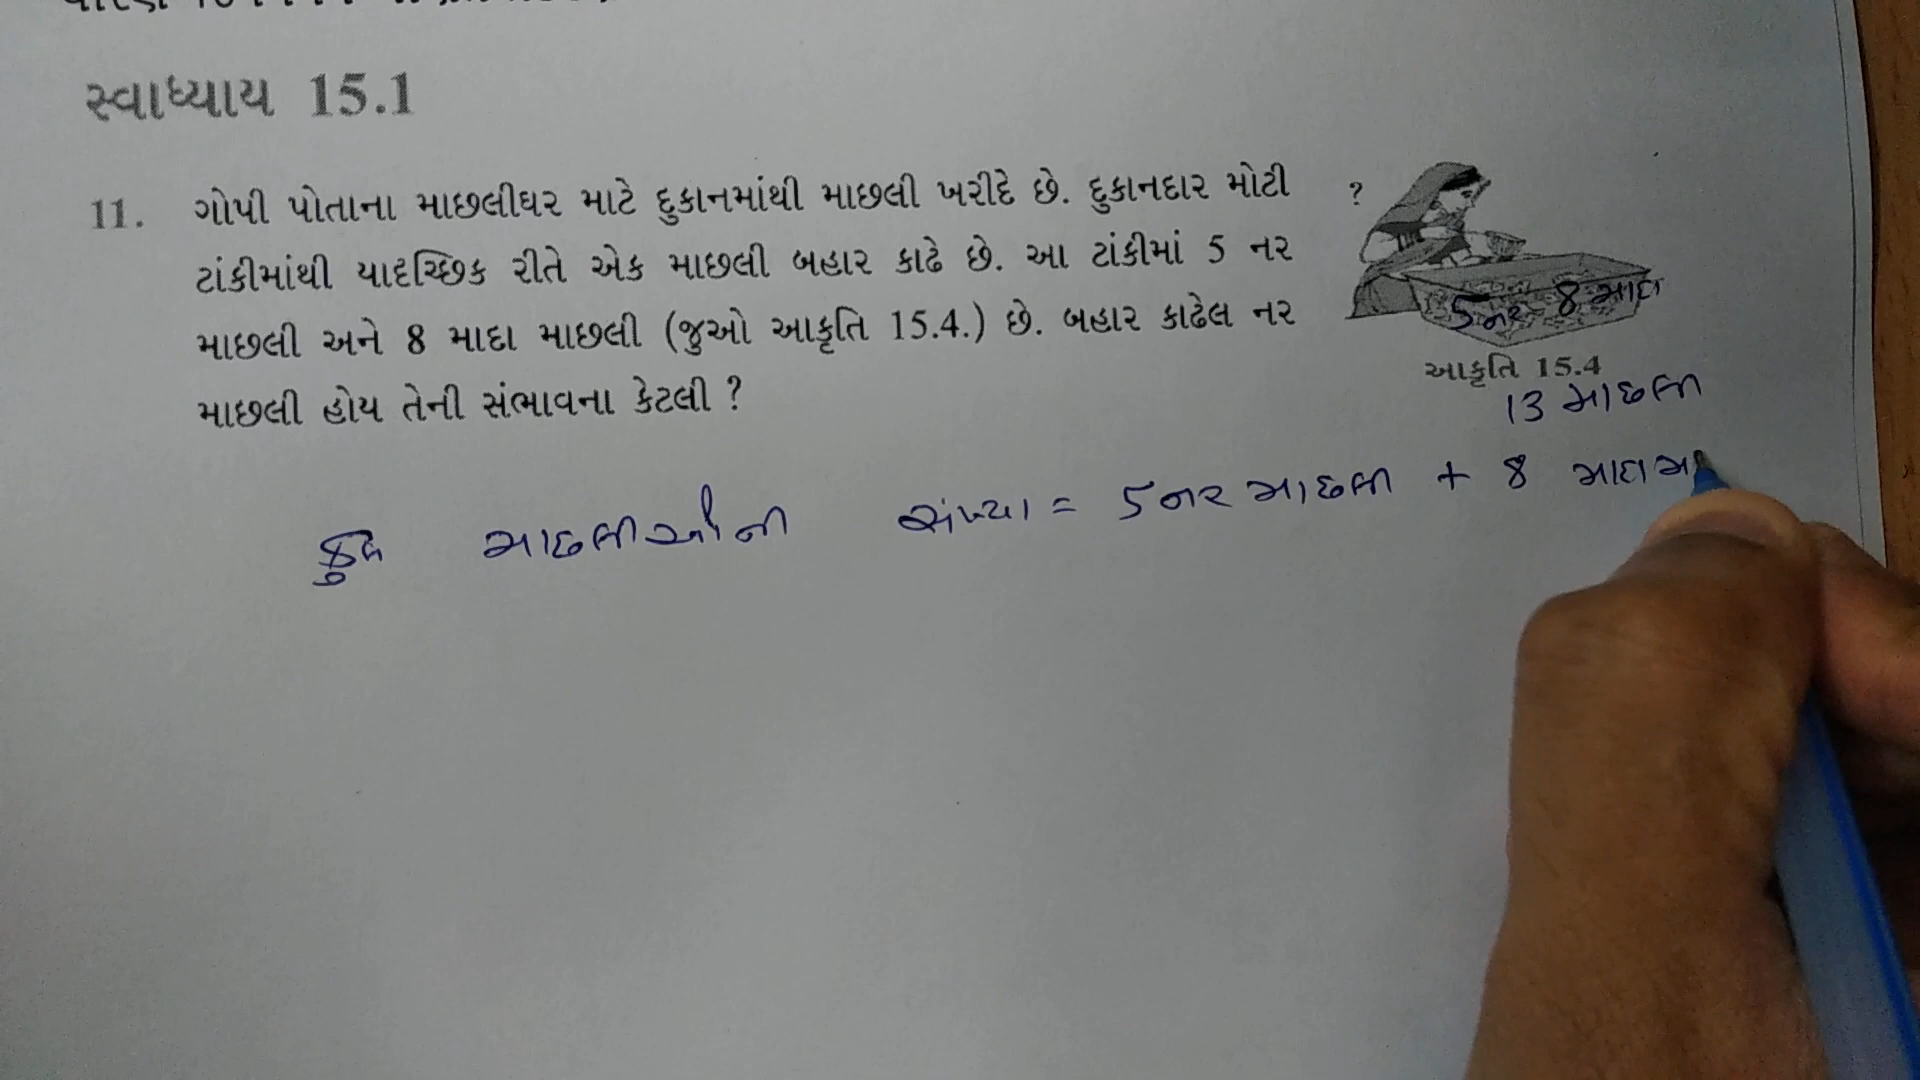 સ્વાધ્યાય 15.1
11. ગોપી પોતાના માછલીઘર માટે દુકાનમાંથી માછલી ખરીદે છે. દુકાનદાર મોટી
ટાંકીમાંથી યાદચ્છિક રીતે એક માછલી બહાર કાઢે છે. આ ટાંકીમાં 5 નર
માછલી અને 8 માદા માછલી (જુઓ આકૃતિ 15.4.) છે. બહાર કાઢેલ નર
માછલી હોય તેની સંભાવના કેટલી ?
?
5 નર 8 માદા
આકૃતિ 15.4
13 માછલી
કુલ માછલીઓની સંખ્યા = 5 નર માછલી + 8 માદા મા